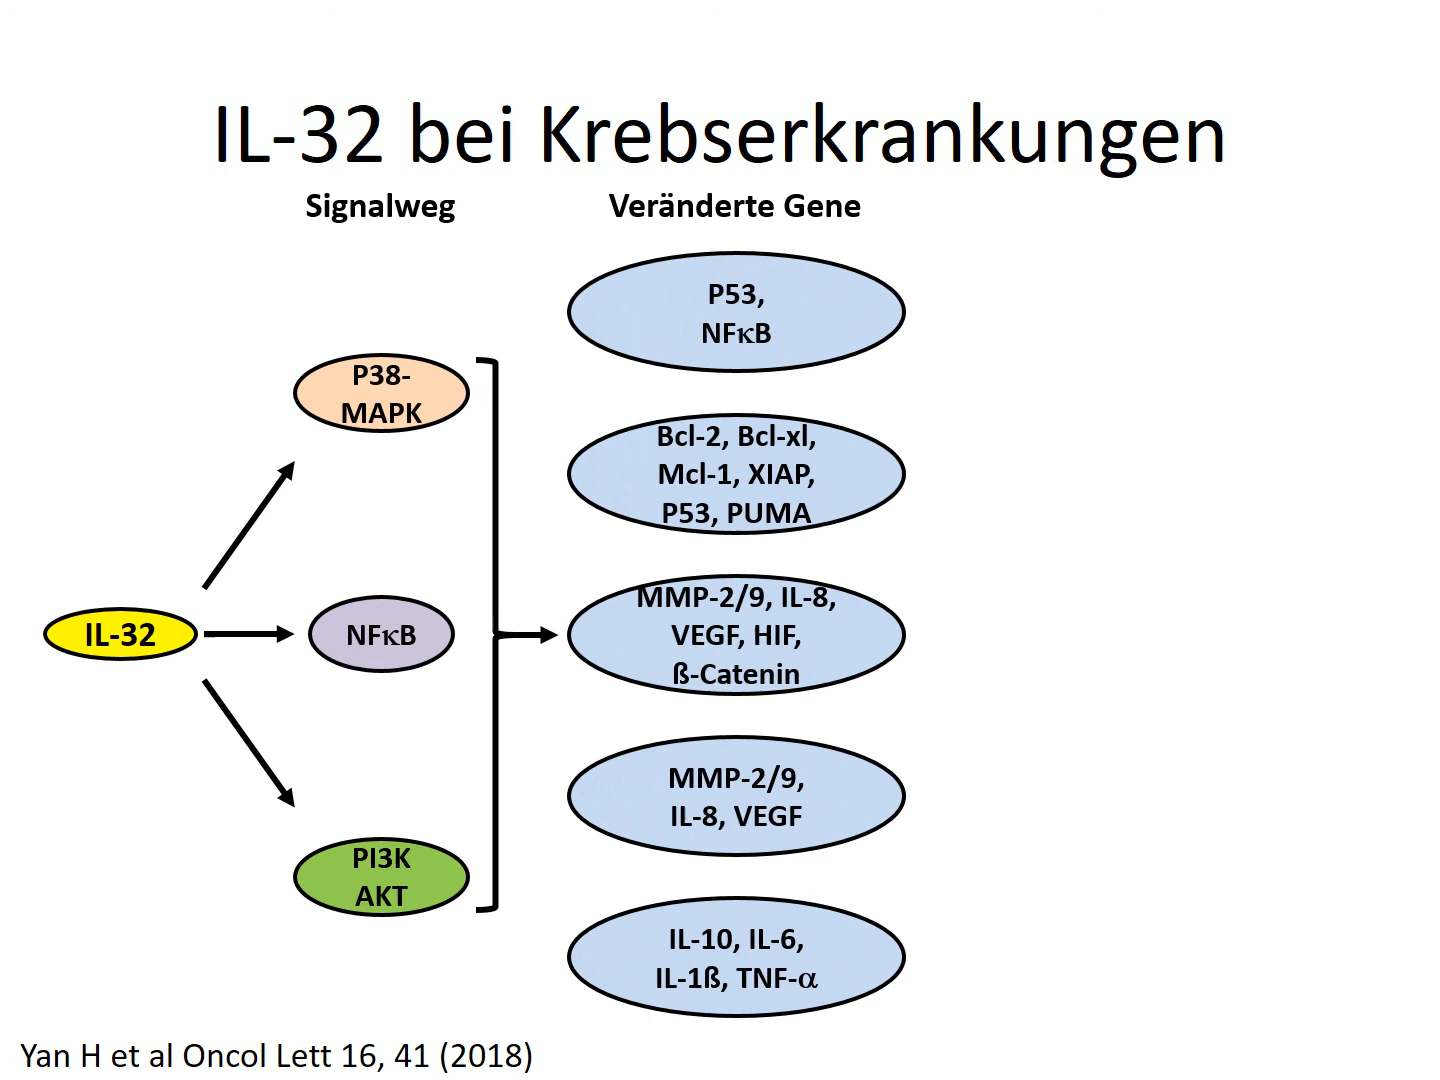 IL-32 bei Krebserkrankungen
Signalweg
Veränderte Gene
P53,
NFκB
P38-
MAPK
Bcl-2, Bcl-xl,
Mcl-1, XIAP,
P53, PUMA
IL-32
NFκB
MMP-2/9, IL-8,
VEGF, HIF,
ß-Catenin
MMP-2/9,
IL-8, VEGF
PI3K
AKT
IL-10, IL-6,
IL-1ß, TNF-α
Yan H et al Oncol Lett 16, 41 (2018)